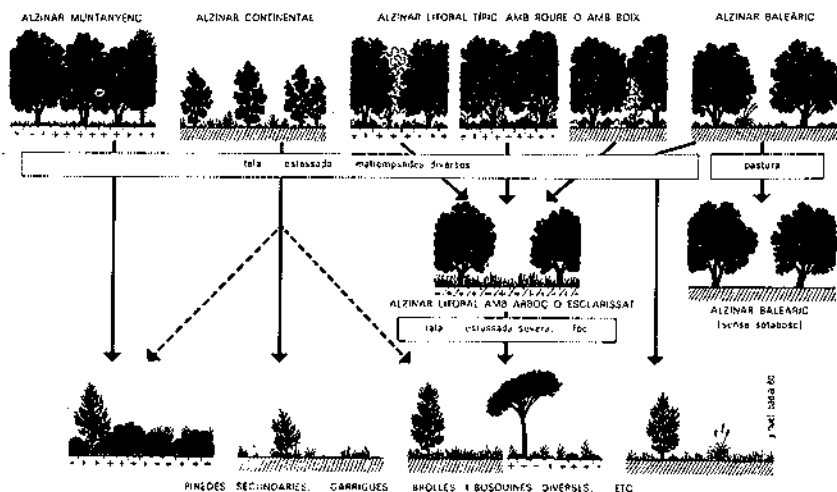 ALZINAR MUNTANYENC
ALZINAR CONTINENTAL
ALZINAR LITORAL TÍPIC AMB ROURE O AMB BOIX
ALZINAR BALEÀRIC
tala estassada matromposades diverses
pastura
ALZINAR LITORAL AMB ARBOÇ O ESCLARISSAT
ALZINAR BALEÀRIC
(sense sotabosc)
tala estassada severa, foc
PINEDES SECUNDÀRIES, GARRIGUES BROLLES I BOSQUINES DIVERSES, ETC